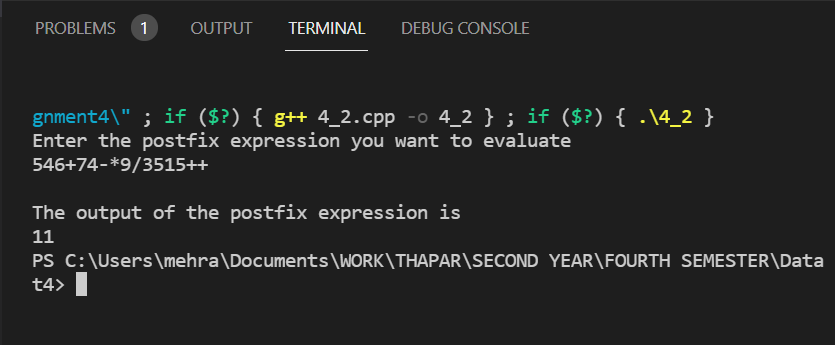 PROBLEMS 1 OUTPUT TERMINAL DEBUG CONSOLE
gnment4\" ; if ($?) { g++ 4_2.cpp -o 4_2 } ; if ($?) { .\4_2 }
Enter the postfix expression you want to evaluate
546+74-*9/3515++
The output of the postfix expression is
11
PS C:\Users\mehra\Documents\WORK\THAPAR\SECOND YEAR\FOURTH SEMESTER\Data
t4>